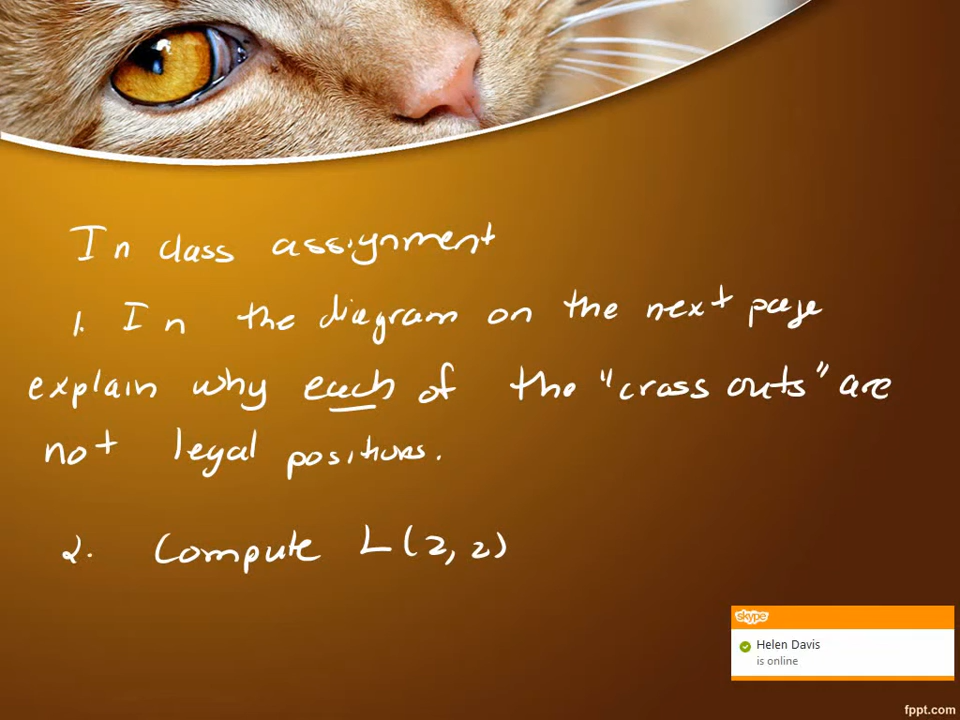 In class assignment
1. In the diagram on the next page
explain why each of the "cross outs" are
not legal positions.
2. Compute L(2,2)
skype
Helen Davis
is online
fppt.com